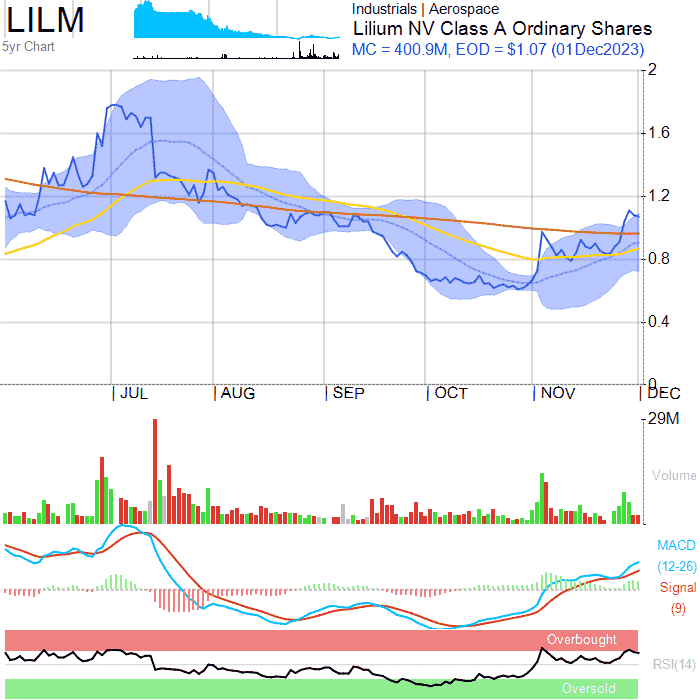 LILM
5yr Chart
Industrials | Aerospace
Lilium NV Class A Ordinary Shares
MC = 400.9M, EOD = $1.07 (01Dec2023)
2
1.6
1.2
0.8
0.4
0
| JUL | AUG | SEP | OCT | NOV | DEC
29M
Volume
MACD
(12-26)
Signal
(9)
Overbought
RSI(14)
Oversold